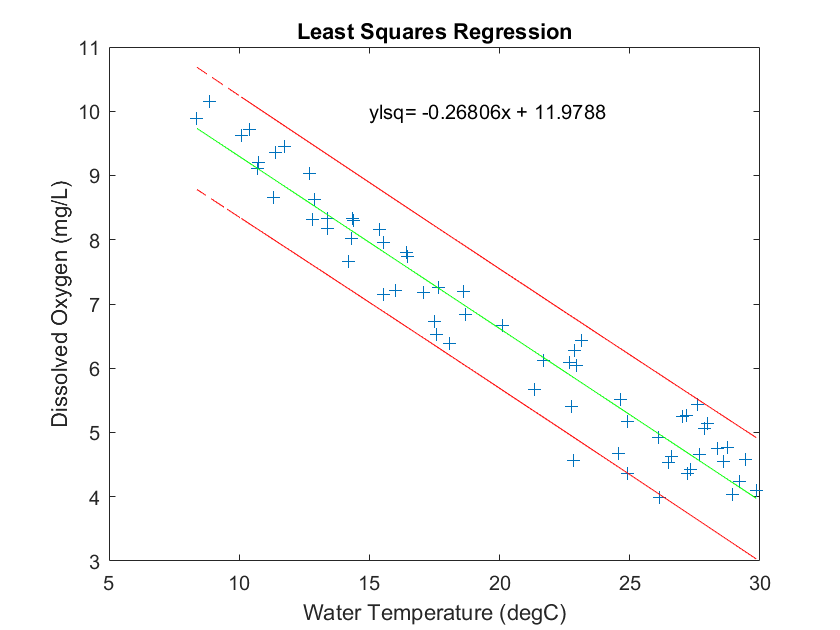 Least Squares Regression
11
10
9
8
7
6
5
4
3
ylsq= -0.26806x + 11.9788
Dissolved Oxygen (mg/L)
5 10 15 20 25 30
Water Temperature (degC)